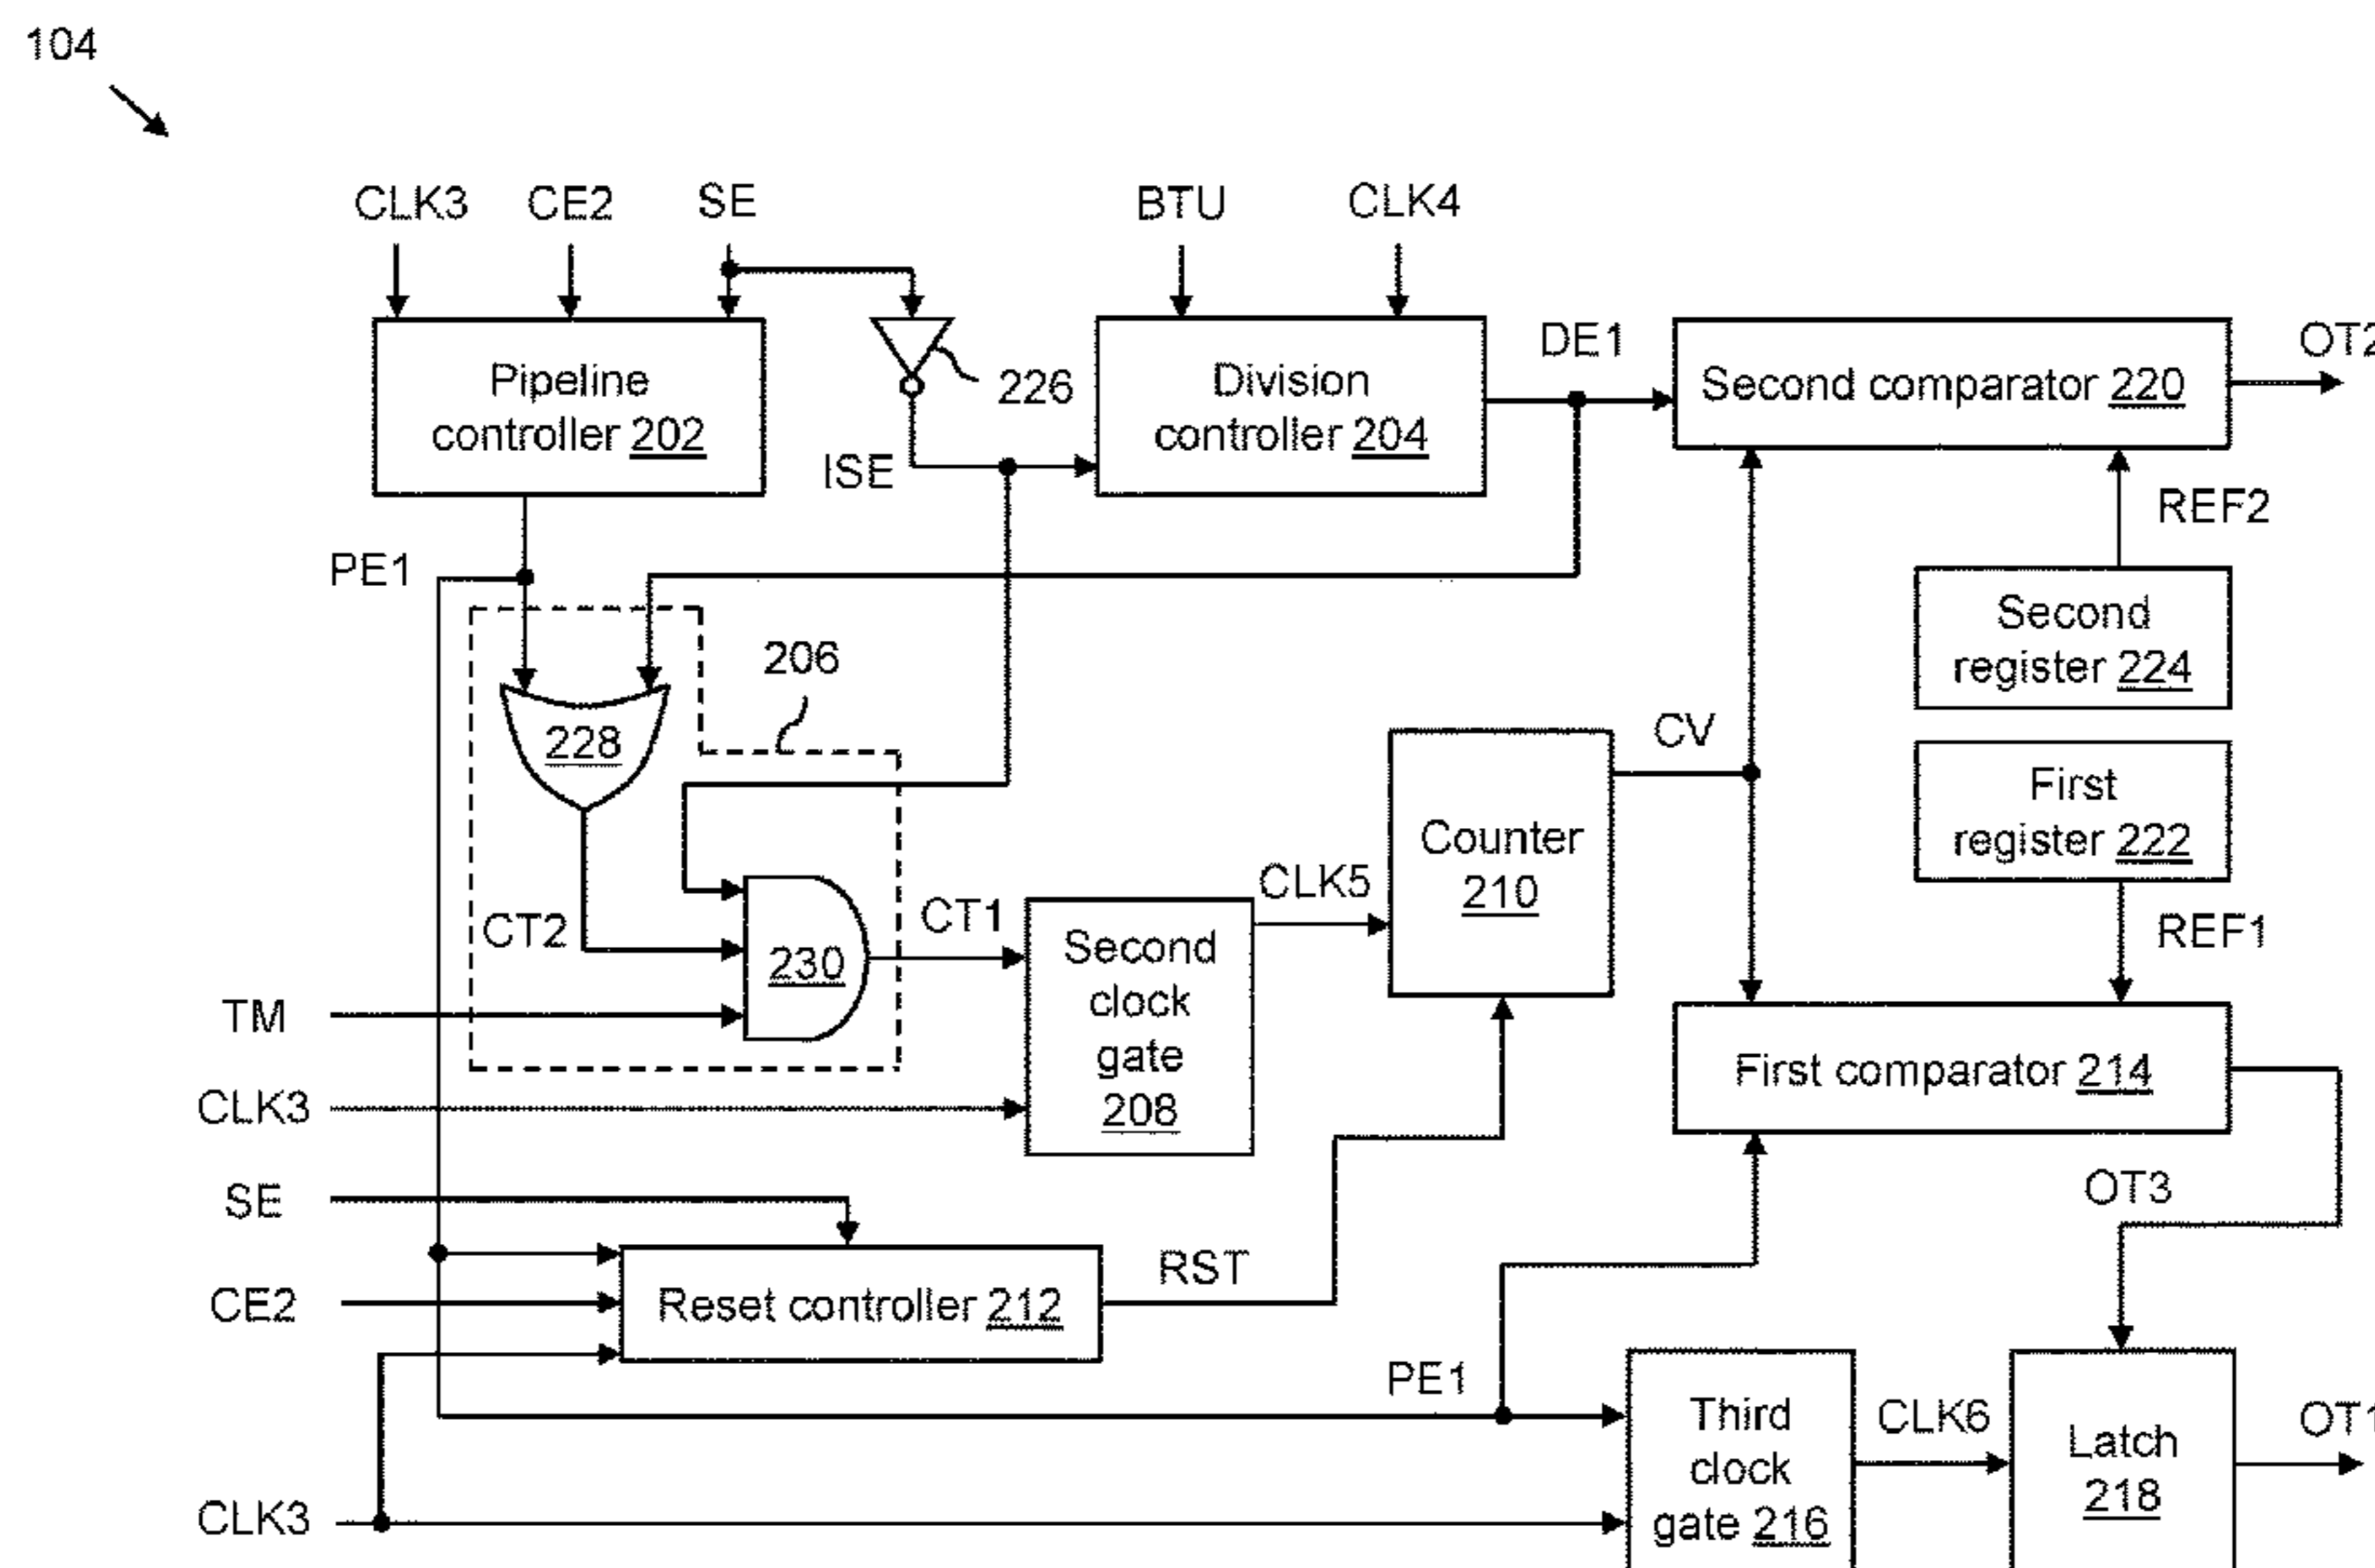 104
CLK3 CE2 SE BTU CLK4
Pipeline
controller 202
226
ISE
Division
controller 204
DE1
Second comparator 220
OT2
REF2
PE1
Second
register 224
206
228
CV
First
register 222
Counter
210
CLK5
CT1
CT2
230
Second
clock
gate
208
REF1
TM
CLK3
First comparator 214
SE
OT3
RST
CE2
Reset controller 212
PE1
Third
clock
gate 216
CLK6
Latch
218
OT1
CLK3